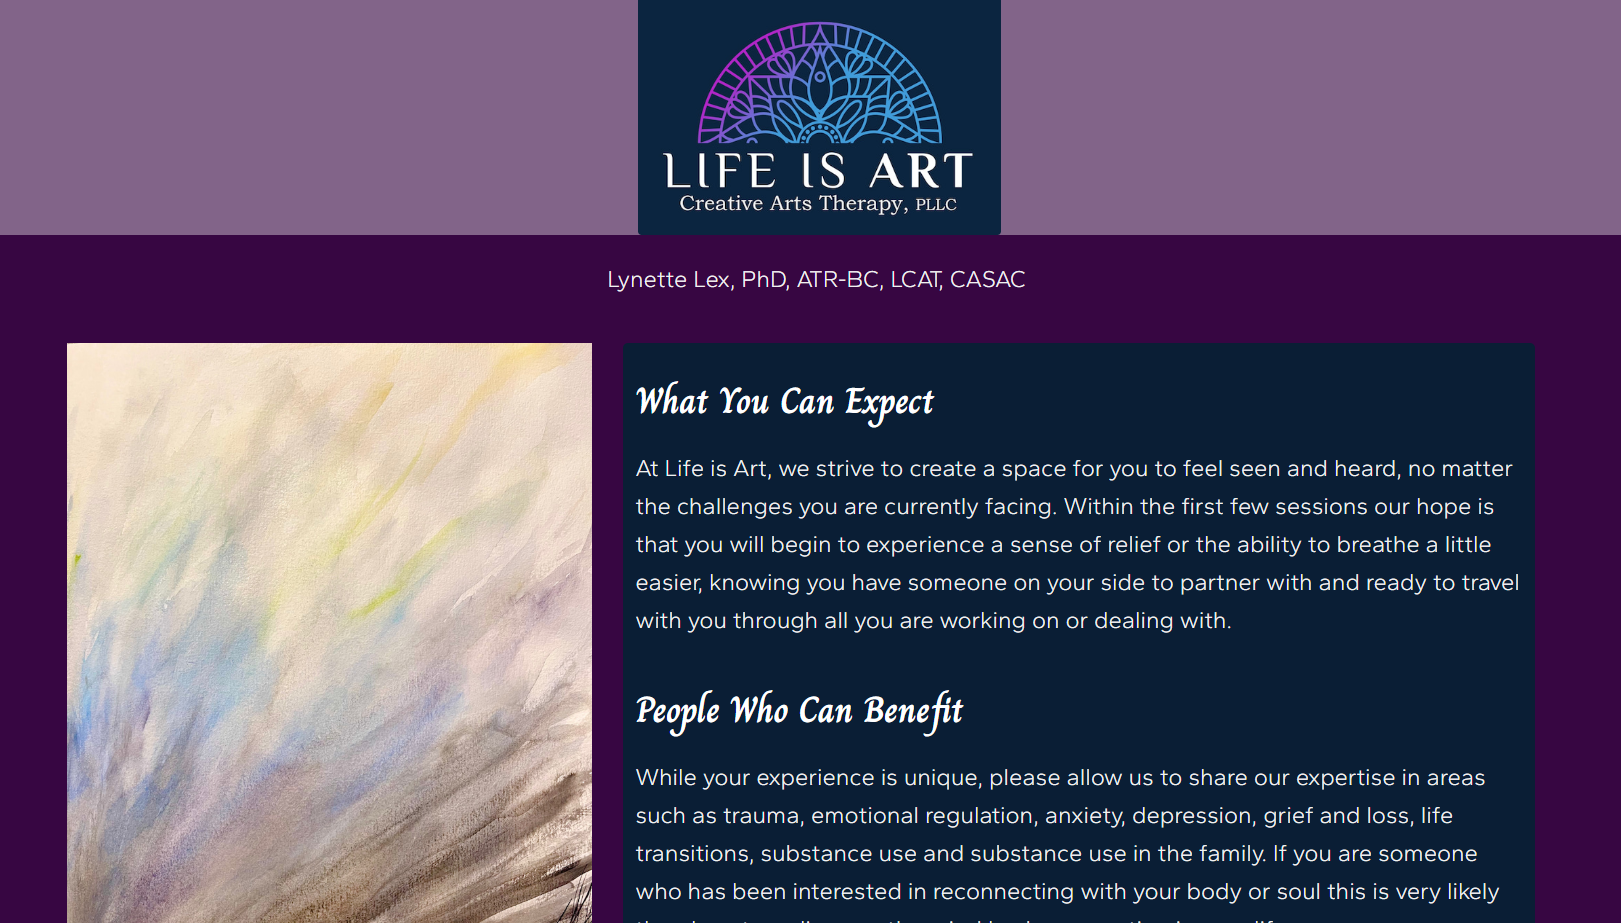 LIFE IS ART
Creative Arts Therapy, PLLC
Lynette Lex, PhD, ATR-BC, LCAT, CASAC
What You Can Expect
At Life is Art, we strive to create a space for you to feel seen and heard, no matter
the challenges you are currently facing. Within the first few sessions our hope is
that you will begin to experience a sense of relief or the ability to breathe a little
easier, knowing you have someone on your side to partner with and ready to travel
with you through all you are working on or dealing with.
People Who Can Benefit
While your experience is unique, please allow us to share our expertise in areas
such as trauma, emotional regulation, anxiety, depression, grief and loss, life
transitions, substance use and substance use in the family. If you are someone
who has been interested in reconnecting with your body or soul this is very likely